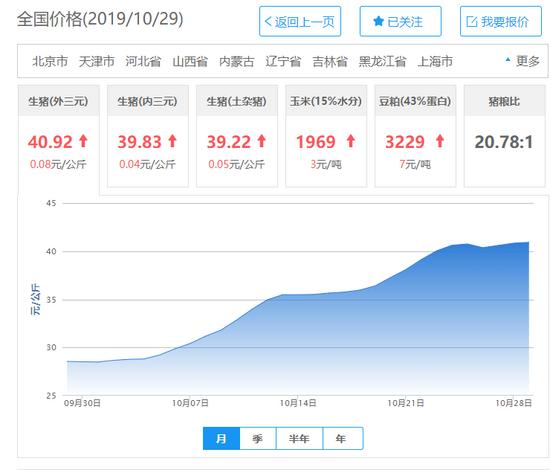 全国价格(2019/10/29)
返回上一页
已关注
我要报价
北京市 天津市 河北省 山西省 内蒙古 辽宁省 吉林省 黑龙江省 上海市 更多
生猪(外三元) 生猪(内三元) 生猪(土杂猪) 玉米(15%水分) 豆粕(43%蛋白) 猪粮比
40.92 39.83 39.22 1969 3229 20.78:1
0.08元/公斤 0.04元/公斤 0.05元/公斤 3元/吨 7元/吨
45
40
35
30
25
元/公斤
09月30日 10月07日 10月14日 10月21日 10月28日
月 季 半年 年